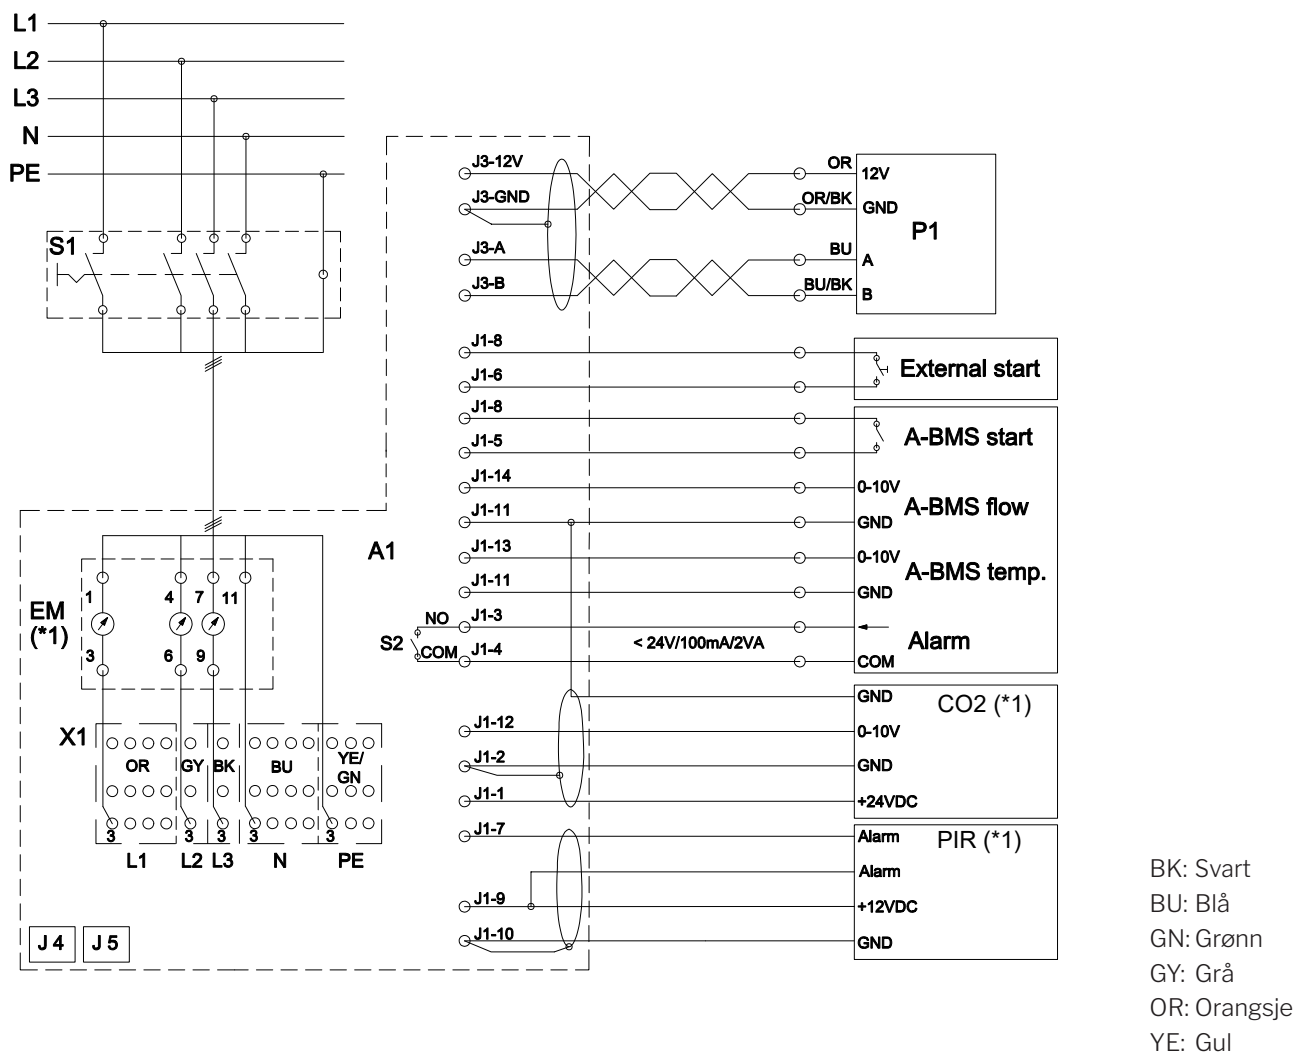 L1
L2
L3
N
PE
S1
A1
J3-12V
J3-GND
J3-A
J3-B
OR
OR/BK
BU
BU/BK
12V
GND
A
B
P1
J1-8
J1-6
External start
J1-8
J1-5
A-BMS start
J1-14
0-10V
J1-11
GND
A-BMS flow
J1-13
0-10V
J1-11
GND
A-BMS temp.
S2
NO
J1-3
COM
J1-4
< 24V/100mA/2VA
Alarm
COM
GND
CO2 (*1)
J1-12
0-10V
J1-2
GND
J1-1
+24VDC
J1-7
Alarm
PIR (*1)
Alarm
J1-9
+12VDC
J1-10
GND
EM
(*1)
1 4 7 11
3 6 9
X1
OR GY BK BU YE/
GN
3 3 3 3 3
L1 L2 L3 N PE
J 4 J 5
BK: Svart
BU: Blå
GN: Grønn
GY: Grå
OR: Orangsje
YE: Gul